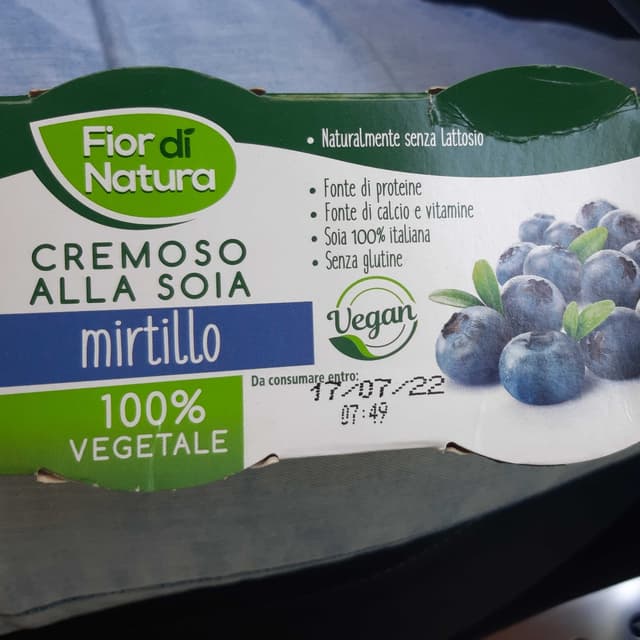 Fior di
Natura
CREMOSO
ALLA SOIA
mirtillo
100%
VEGETALE
• Naturalmente senza lattosio
• Fonte di proteine
• Fonte di calcio e vitamine
• Soia 100% italiana
• Senza glutine
Vegan
Da consumare entro:
17/07/22
07:49